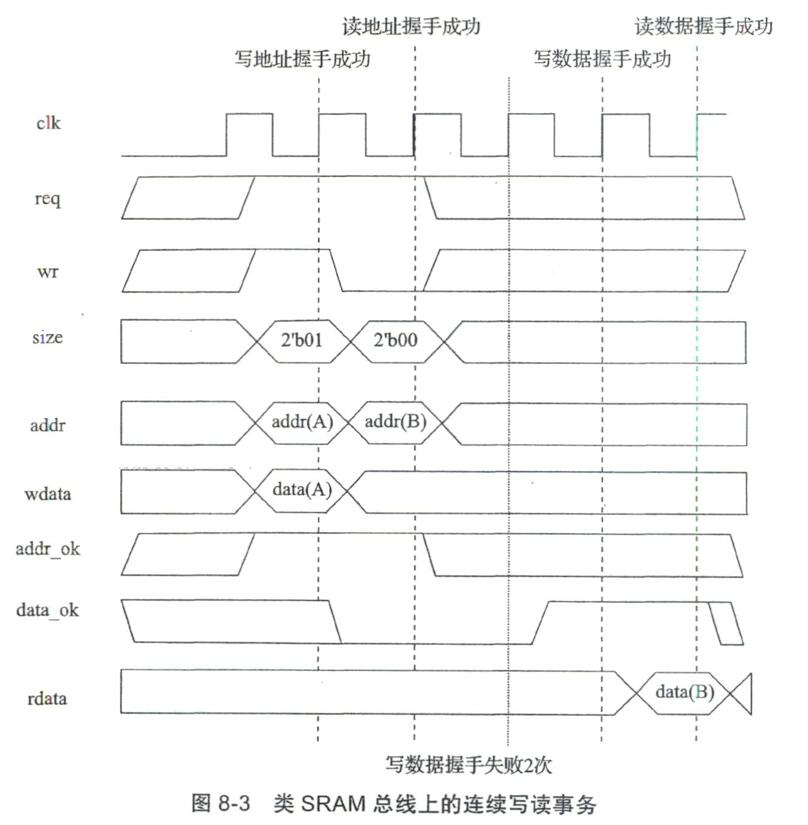 读地址握手成功 读数据握手成功
写地址握手成功 写数据握手成功
clk
req
wr
size 2'b01 2'b00
addr addr(A) addr(B)
wdata data(A)
addr_ok
data_ok
rdata data(B)
写数据握手失败2次
图 8-3 类 SRAM 总线上的连续写读事务